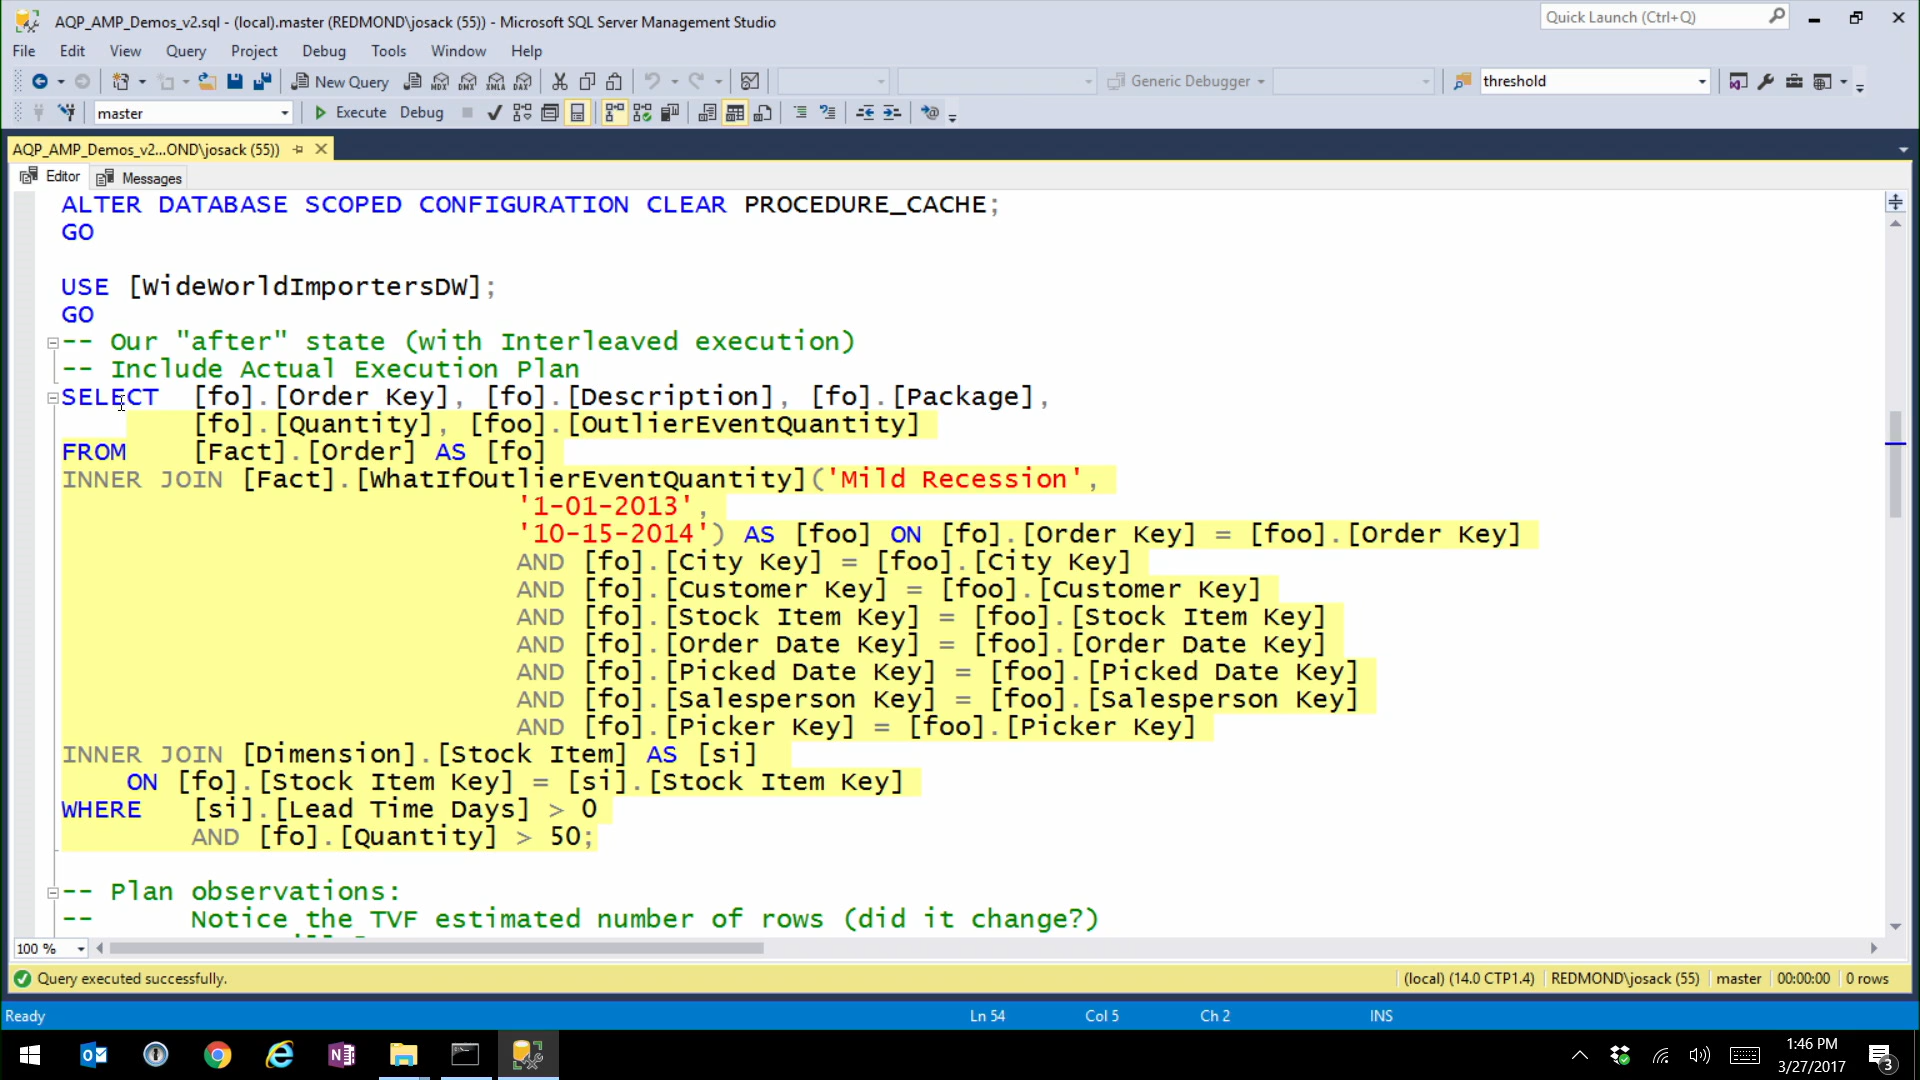 AQP_AMP_Demos_v2.sql - (local).master (REDMOND\josack (55)) - Microsoft SQL Server Management Studio
Quick Launch (Ctrl+Q)
File Edit View Query Project Debug Tools Window Help
New Query
MDX DMX XMLA DAX
Generic Debugger
threshold
master
Execute Debug
AQP_AMP_Demos_v2...OND\josack (55))
Editor Messages
ALTER DATABASE SCOPED CONFIGURATION CLEAR PROCEDURE_CACHE;
GO
USE [WideWorldImportersDW];
GO
-- Our "after" state (with Interleaved execution)
-- Include Actual Execution Plan
SELECT [fo].[Order Key], [fo].[Description], [fo].[Package],
[fo].[Quantity], [foo].[OutlierEventQuantity]
FROM [Fact].[Order] AS [fo]
INNER JOIN [Fact].[WhatIfOutlierEventQuantity]('Mild Recession',
'1-01-2013',
'10-15-2014') AS [foo] ON [fo].[Order Key] = [foo].[Order Key]
AND [fo].[City Key] = [foo].[City Key]
AND [fo].[Customer Key] = [foo].[Customer Key]
AND [fo].[Stock Item Key] = [foo].[Stock Item Key]
AND [fo].[Order Date Key] = [foo].[Order Date Key]
AND [fo].[Picked Date Key] = [foo].[Picked Date Key]
AND [fo].[Salesperson Key] = [foo].[Salesperson Key]
AND [fo].[Picker Key] = [foo].[Picker Key]
INNER JOIN [Dimension].[Stock Item] AS [si]
ON [fo].[Stock Item Key] = [si].[Stock Item Key]
WHERE [si].[Lead Time Days] > 0
AND [fo].[Quantity] > 50;
-- Plan observations:
-- Notice the TVF estimated number of rows (did it change?)
100 %
Query executed successfully.
(local) (14.0 CTP1.4) REDMOND\josack (55) master 00:00:00 0 rows
Ready Ln 54 Col 5 Ch 2 INS
1:46 PM
3/27/2017
3